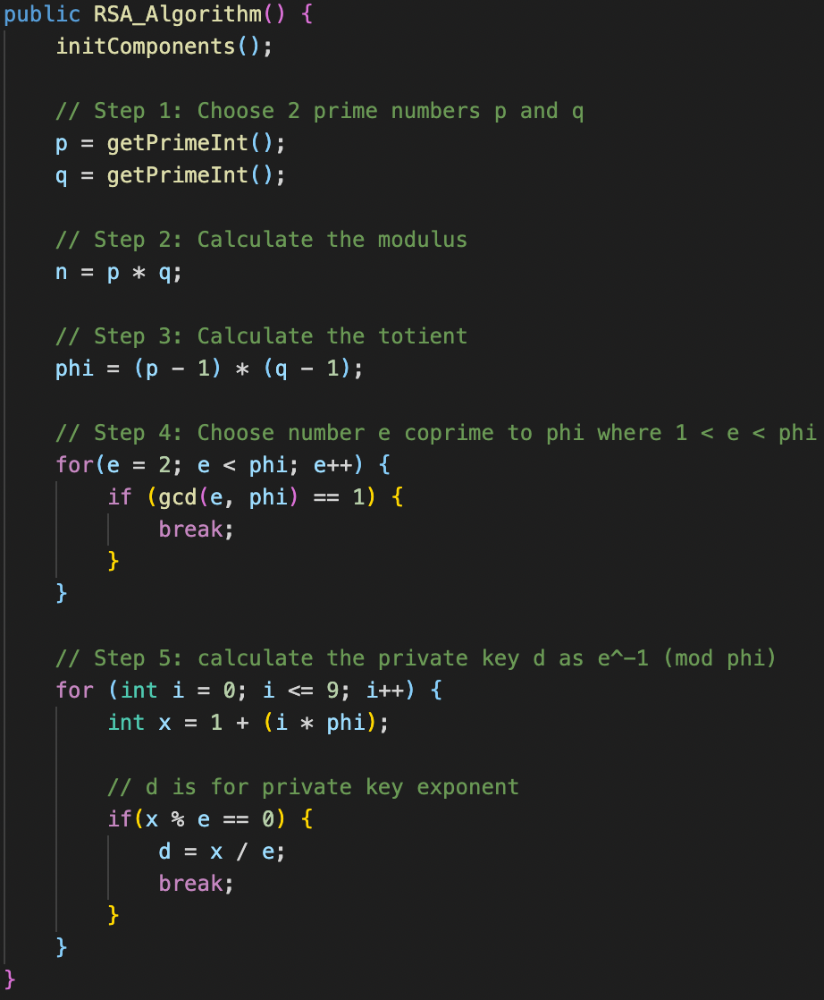 public RSA_Algorithm() {
    initComponents();

    // Step 1: Choose 2 prime numbers p and q
    p = getPrimeInt();
    q = getPrimeInt();

    // Step 2: Calculate the modulus
    n = p * q;

    // Step 3: Calculate the totient
    phi = (p - 1) * (q - 1);

    // Step 4: Choose number e coprime to phi where 1 < e < phi
    for(e = 2; e < phi; e++) {
        if (gcd(e, phi) == 1) {
            break;
        }
    }

    // Step 5: calculate the private key d as e^-1 (mod phi)
    for (int i = 0; i <= 9; i++) {
        int x = 1 + (i * phi);

        // d is for private key exponent
        if(x % e == 0) {
            d = x / e;
            break;
        }
    }
}